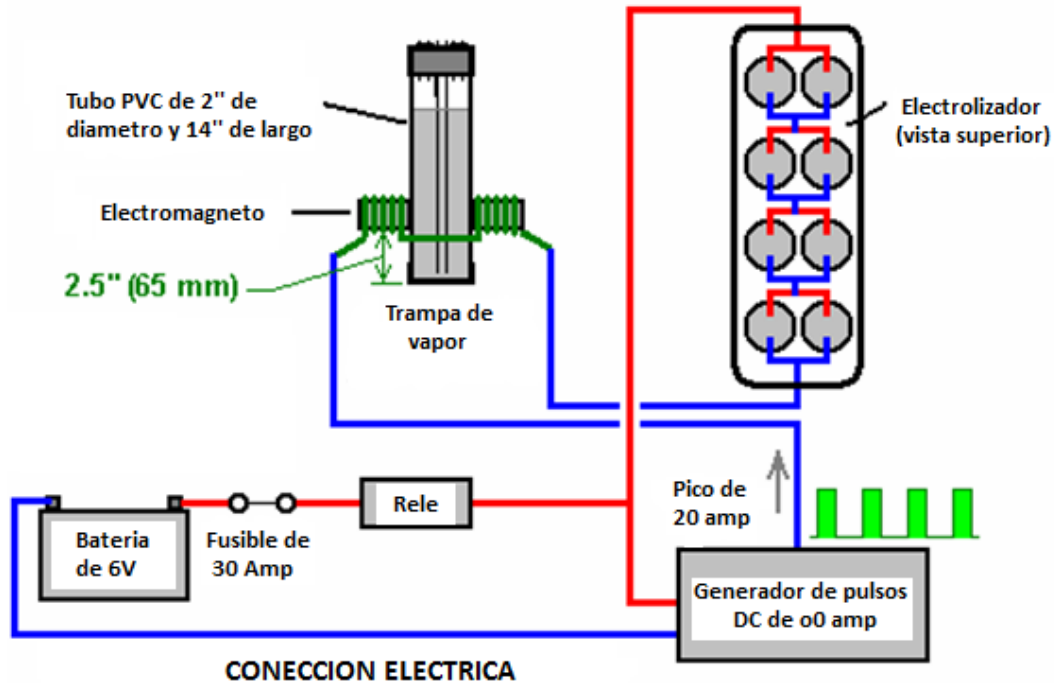 Tubo PVC de 2" de
diametro y 14" de largo
Electrolizador
(vista superior)
Electromagneto
2.5" (65 mm)
Trampa de
vapor
Pico de
20 amp
Rele
Bateria
de 6V
Fusible de
30 Amp
Generador de pulsos
DC de o0 amp
CONECCION ELECTRICA